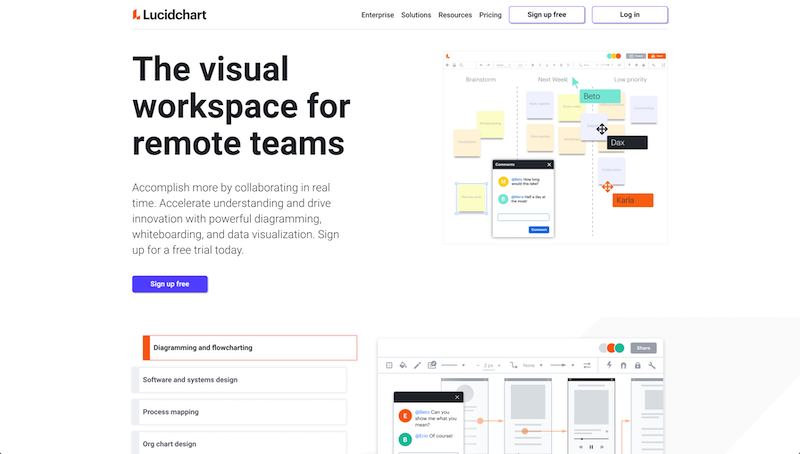 Lucidchart
Enterprise Solutions Resources Pricing Sign up free Log in
The visual
workspace for
remote teams
Accomplish more by collaborating in real
time. Accelerate understanding and drive
innovation with powerful diagramming,
whiteboarding, and data visualization. Sign
up for a free trial today.
Sign up free
Brainstorm Next Week Low priority
Beto
Dax
Karla
Comments
@Beto How long
would this take?
@Karla Half a day at
the most!
Comment
Diagramming and flowcharting
Software and systems design
Process mapping
Org chart design
Share
2 px
None
E
@Beto Can you
show me what you
mean?
B
@Erin Of course!